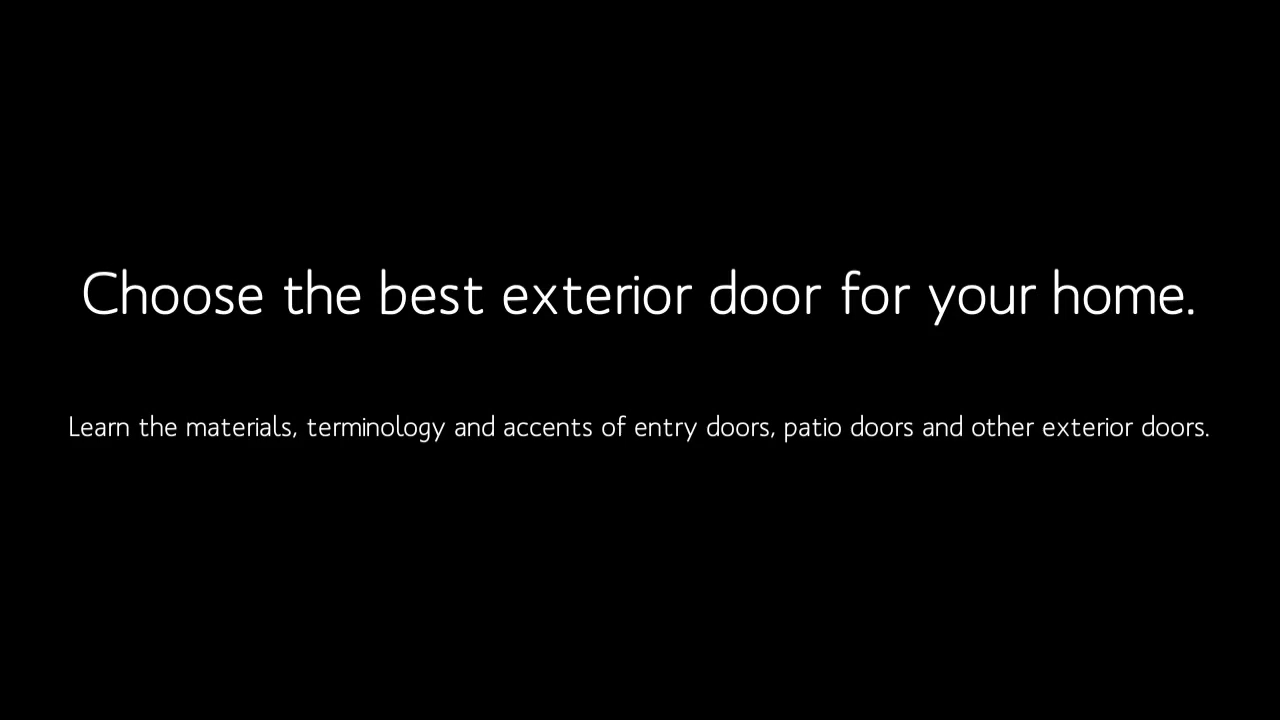 Choose the best exterior door for your home.
Learn the materials, terminology and accents of entry doors, patio doors and other exterior doors.